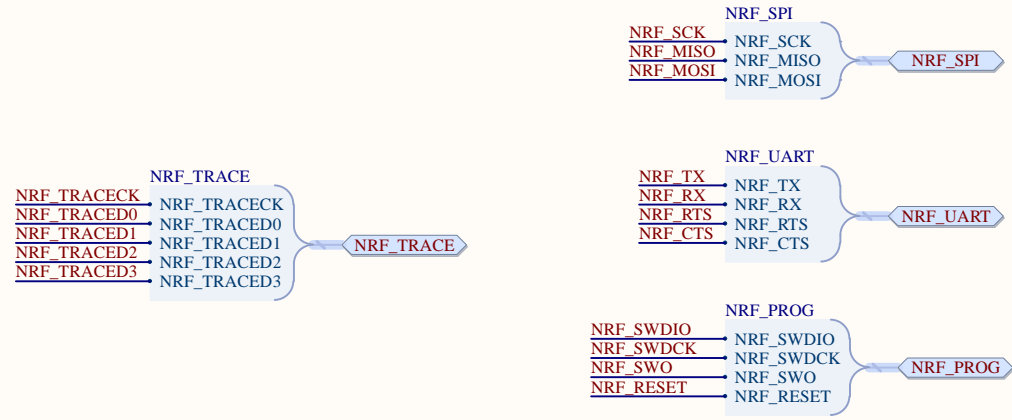 NRF_SPI
NRF_SCK NRF_SCK
NRF_MISO NRF_MISO NRF_SPI
NRF_MOSI NRF_MOSI
NRF_UART
NRF_TX NRF_TX
NRF_RX NRF_RX
NRF_RTS NRF_RTS NRF_UART
NRF_CTS NRF_CTS
NRF_TRACE
NRF_TRACECK NRF_TRACECK
NRF_TRACED0 NRF_TRACED0
NRF_TRACED1 NRF_TRACED1 NRF_TRACE
NRF_TRACED2 NRF_TRACED2
NRF_TRACED3 NRF_TRACED3
NRF_PROG
NRF_SWDIO NRF_SWDIO
NRF_SWDCK NRF_SWDCK
NRF_SWO NRF_SWO NRF_PROG
NRF_RESET NRF_RESET